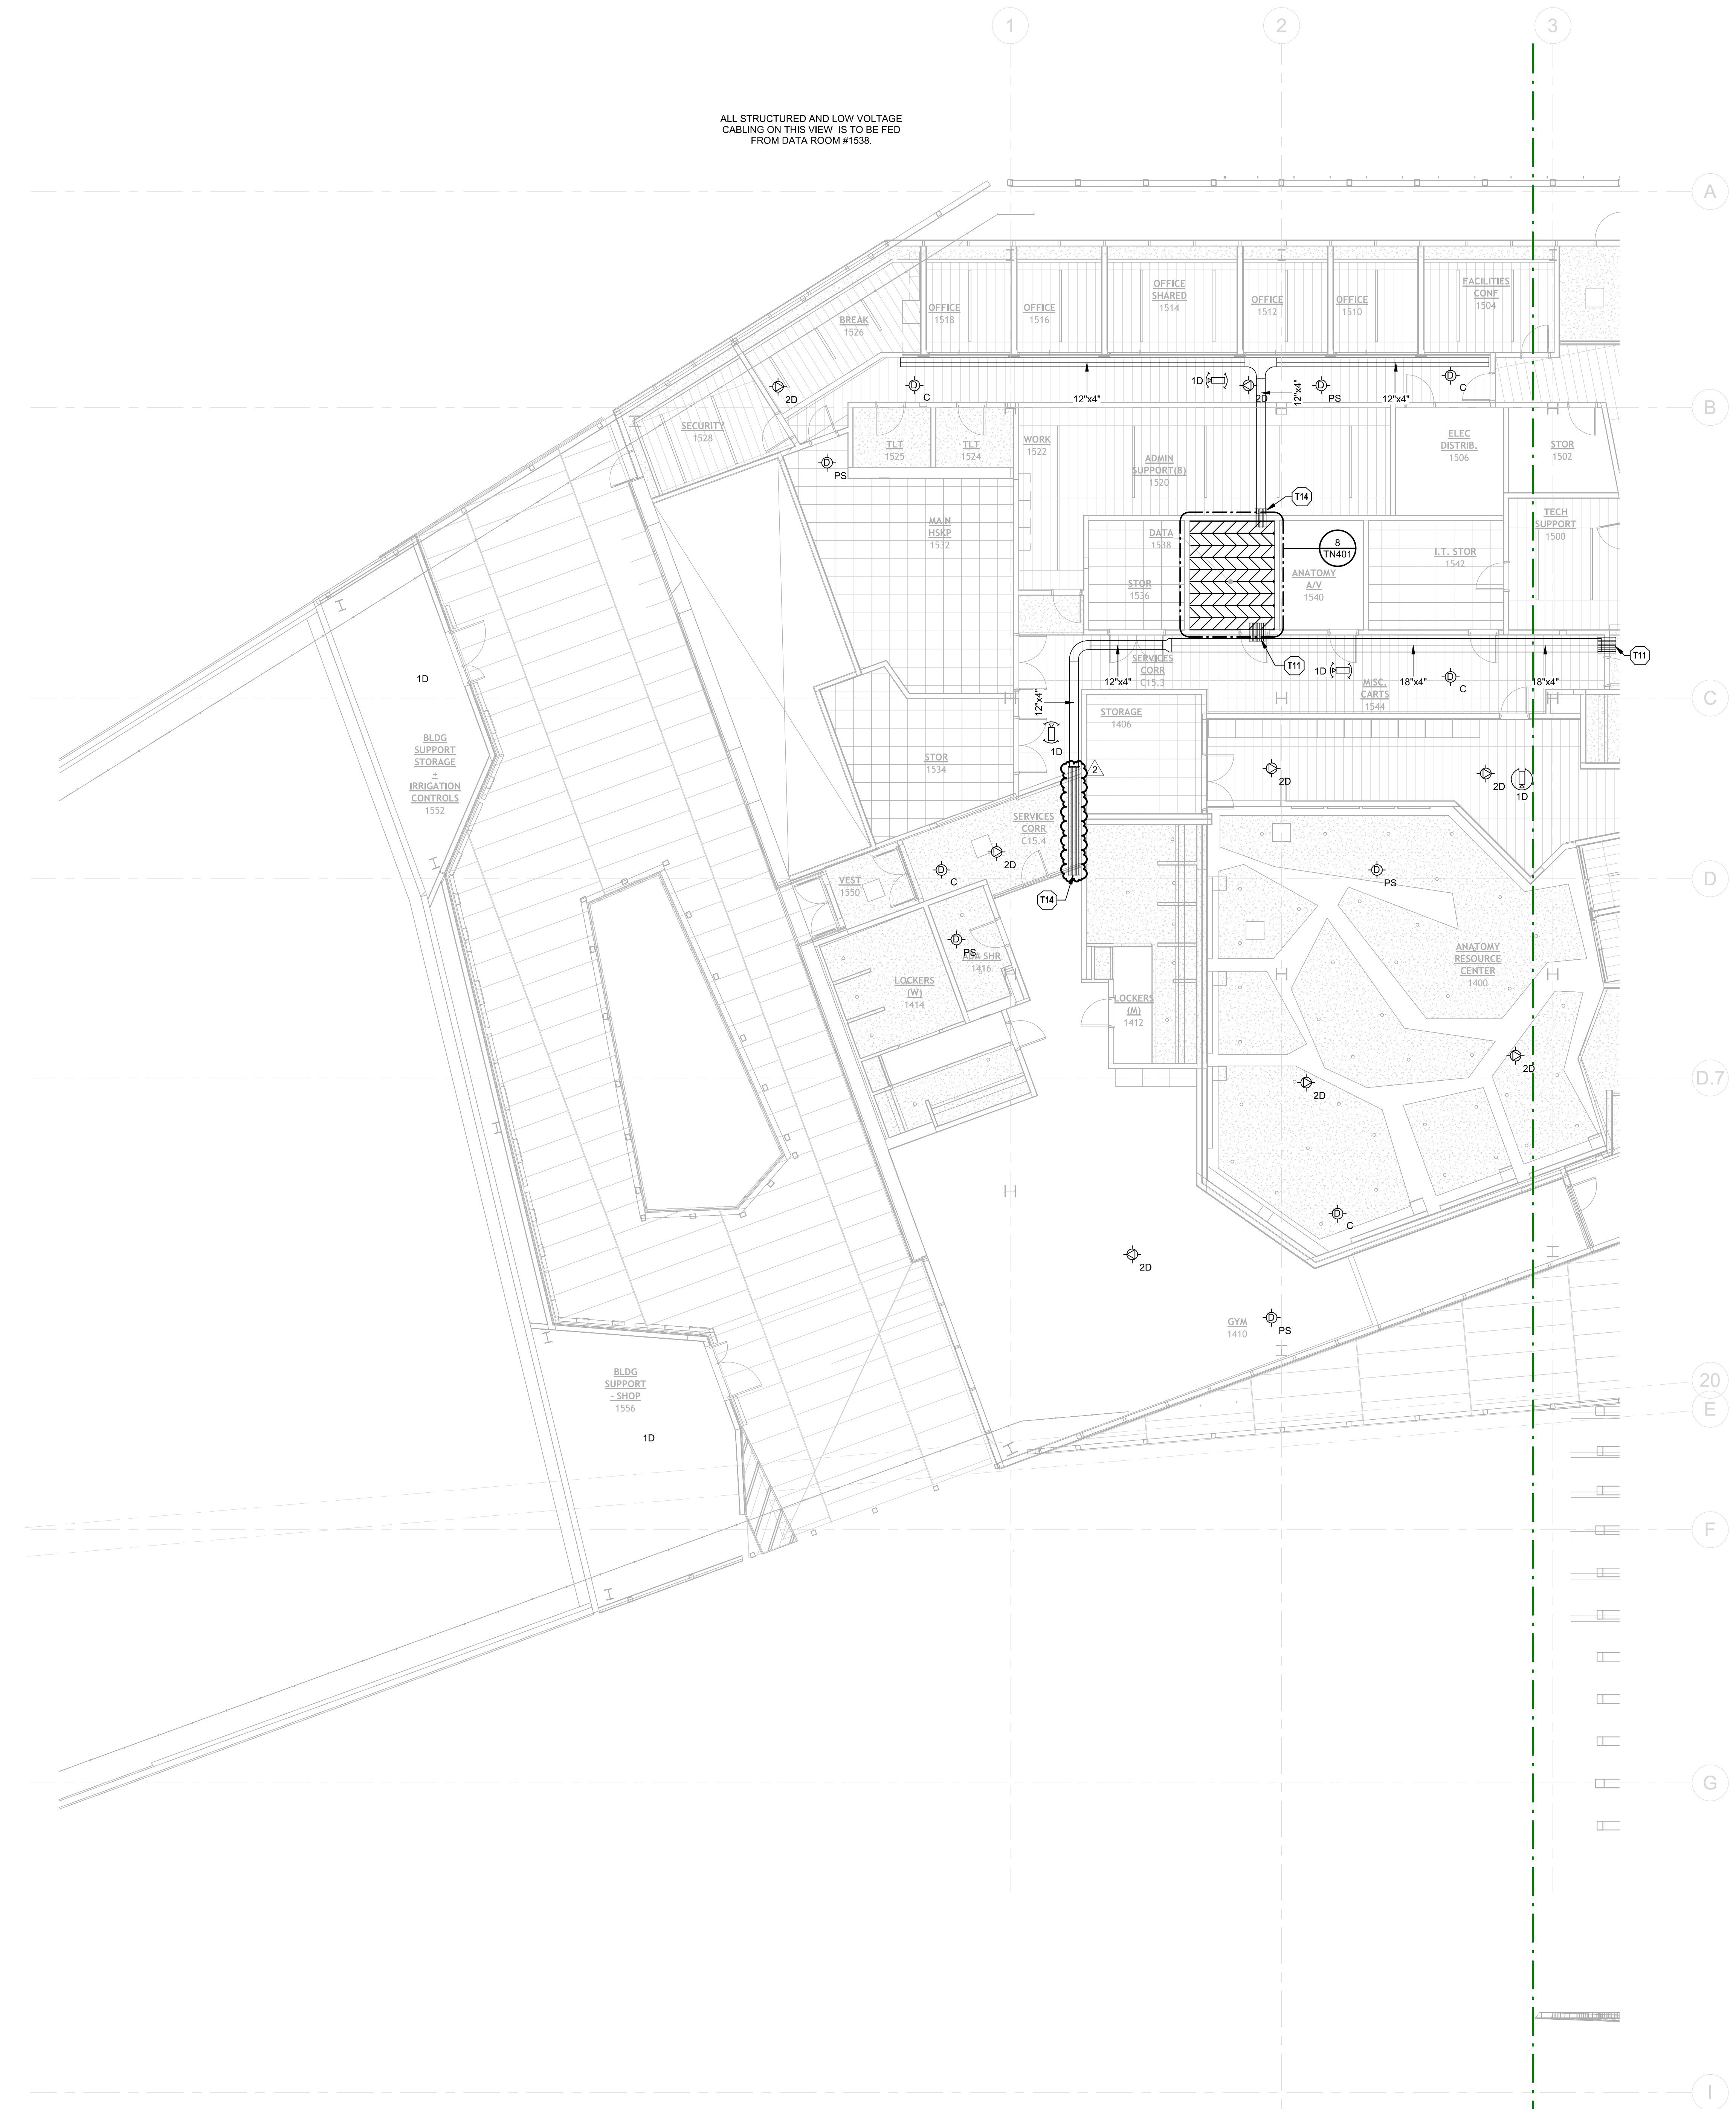 1
2
3
ALL STRUCTURED AND LOW VOLTAGE
CABLING ON THIS VIEW IS TO BE FED
FROM DATA ROOM #1538.
A
OFFICE
1518
OFFICE
1516
OFFICE
SHARED
1514
OFFICE
1512
OFFICE
1510
FACILITIES
CONF
1504
BREAK
1526
2D
D
C
12"x4"
1D
2D
12"x4"
D
PS
12"x4"
D
C
B
SECURITY
1528
TLT
1525
TLT
1524
WORK
1522
ADMIN
SUPPORT(8)
1520
ELEC
DISTRIB.
1506
STOR
1502
D
PS
T14
MAIN
HSKP
1532
DATA
1538
8
TN401
TECH
SUPPORT
1500
I.T. STOR
1542
STOR
1536
ANATOMY
A/V
1540
SERVICES
CORR
C15.3
T11
T11
12"x4"
1D
MISC.
CARTS
1544
18"x4"
D
C
18"x4"
C
12"x4"
1D
STORAGE
1406
BLDG
SUPPORT
STORAGE
+
IRRIGATION
CONTROLS
1552
1D
STOR
1534
2
2D
2D
1D
SERVICES
CORR
C15.4
2D
D
C
VEST
1550
T14
D
PS
D
D
PS
ADA SHR
1416
LOCKERS
(W)
1414
LOCKERS
(M)
1412
ANATOMY
RESOURCE
CENTER
1400
2D
2D
D.7
D
C
2D
GYM
1410
D
PS
BLDG
SUPPORT
- SHOP
1556
1D
20
E
F
G
I